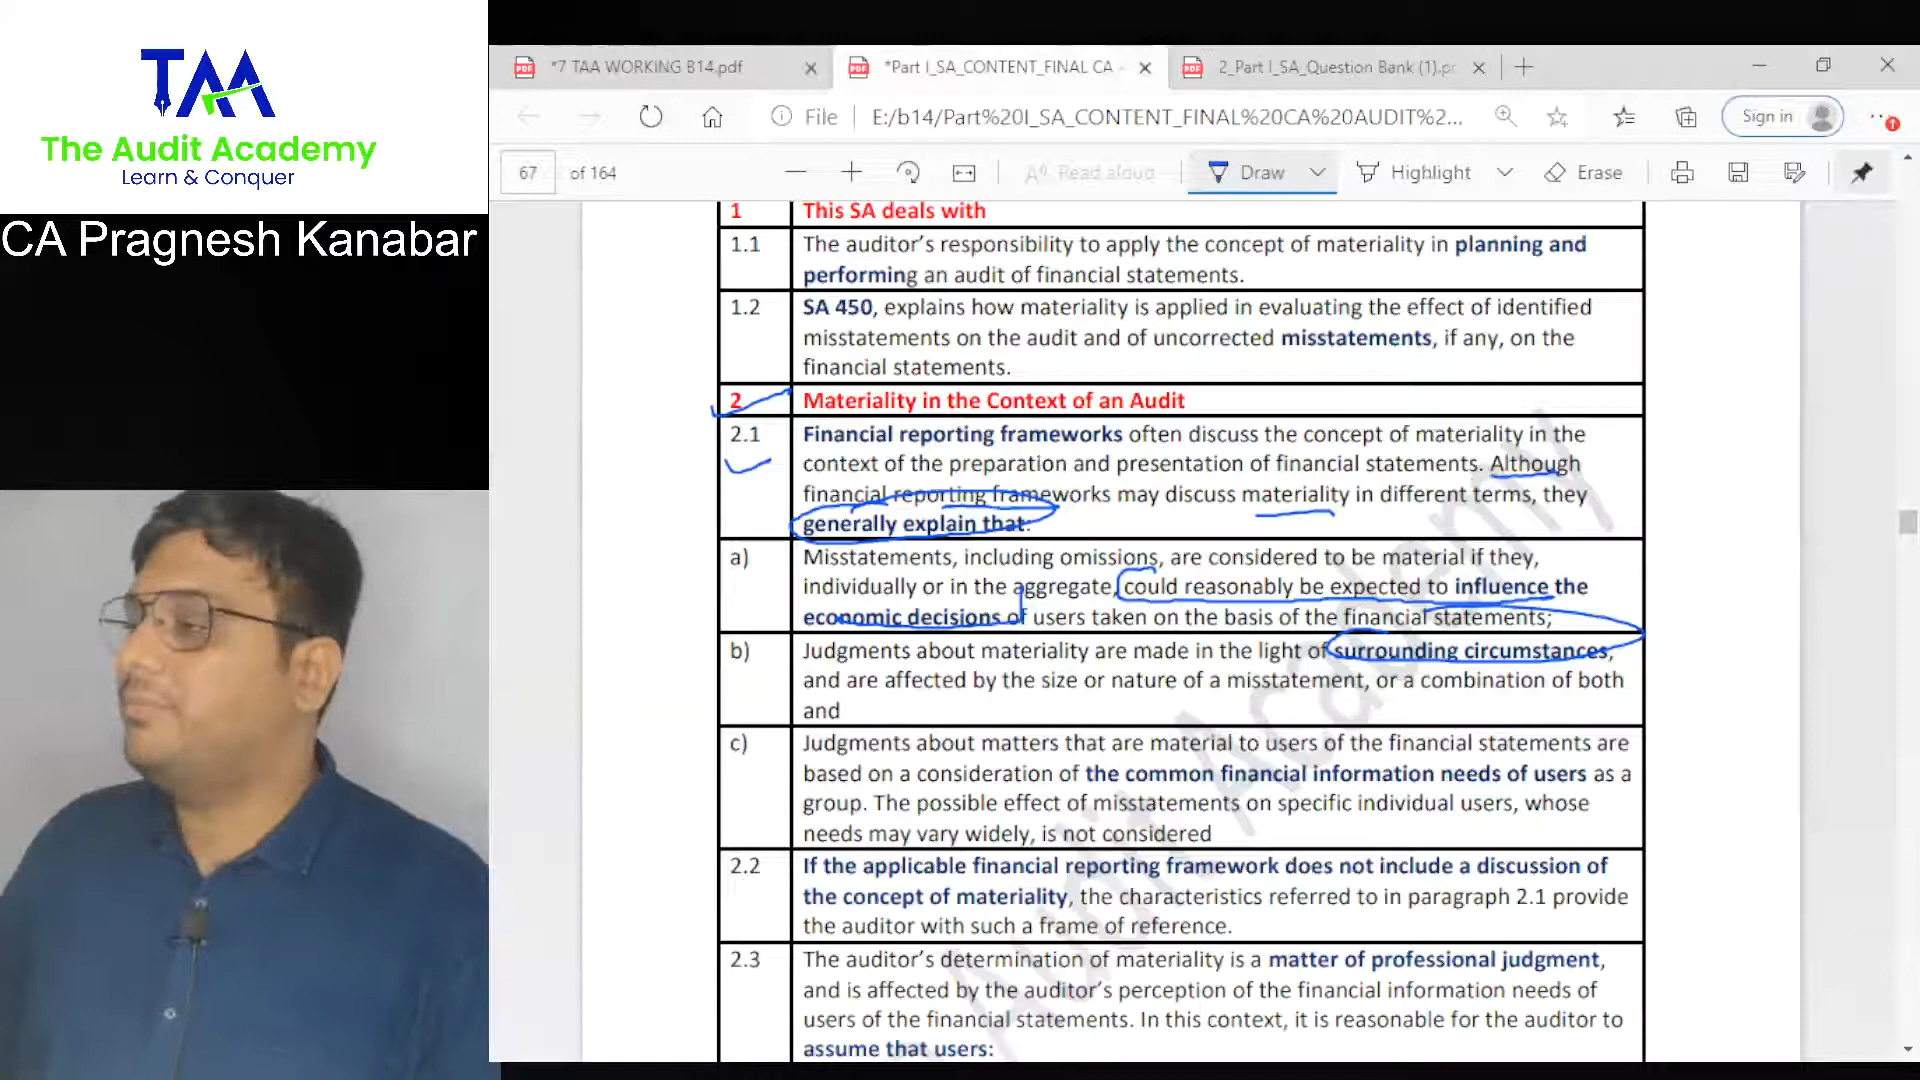 TAA
The Audit Academy
Learn & Conquer
CA Pragnesh Kanabar
*7 TAA WORKING B14.pdf
*Part I_SA_CONTENT_FINAL CA
2_Part I_SA_Question Bank (1).p
File
E:/b14/Part%20I_SA_CONTENT_FINAL%20CA%20AUDIT%2...
Sign in
67 of 164
Read aloud
Draw
Highlight
Erase
1 This SA deals with
1.1 The auditor's responsibility to apply the concept of materiality in planning and
performing an audit of financial statements.
1.2 SA 450, explains how materiality is applied in evaluating the effect of identified
misstatements on the audit and of uncorrected misstatements, if any, on the
financial statements.
2 Materiality in the Context of an Audit
2.1 Financial reporting frameworks often discuss the concept of materiality in the
context of the preparation and presentation of financial statements. Although
financial reporting frameworks may discuss materiality in different terms, they
generally explain that:
a) Misstatements, including omissions, are considered to be material if they,
individually or in the aggregate, could reasonably be expected to influence the
economic decisions of users taken on the basis of the financial statements;
b) Judgments about materiality are made in the light of surrounding circumstances,
and are affected by the size or nature of a misstatement, or a combination of both
and
c) Judgments about matters that are material to users of the financial statements are
based on a consideration of the common financial information needs of users as a
group. The possible effect of misstatements on specific individual users, whose
needs may vary widely, is not considered
2.2 If the applicable financial reporting framework does not include a discussion of
the concept of materiality, the characteristics referred to in paragraph 2.1 provide
the auditor with such a frame of reference.
2.3 The auditor's determination of materiality is a matter of professional judgment,
and is affected by the auditor's perception of the financial information needs of
users of the financial statements. In this context, it is reasonable for the auditor to
assume that users:
Audit Academy